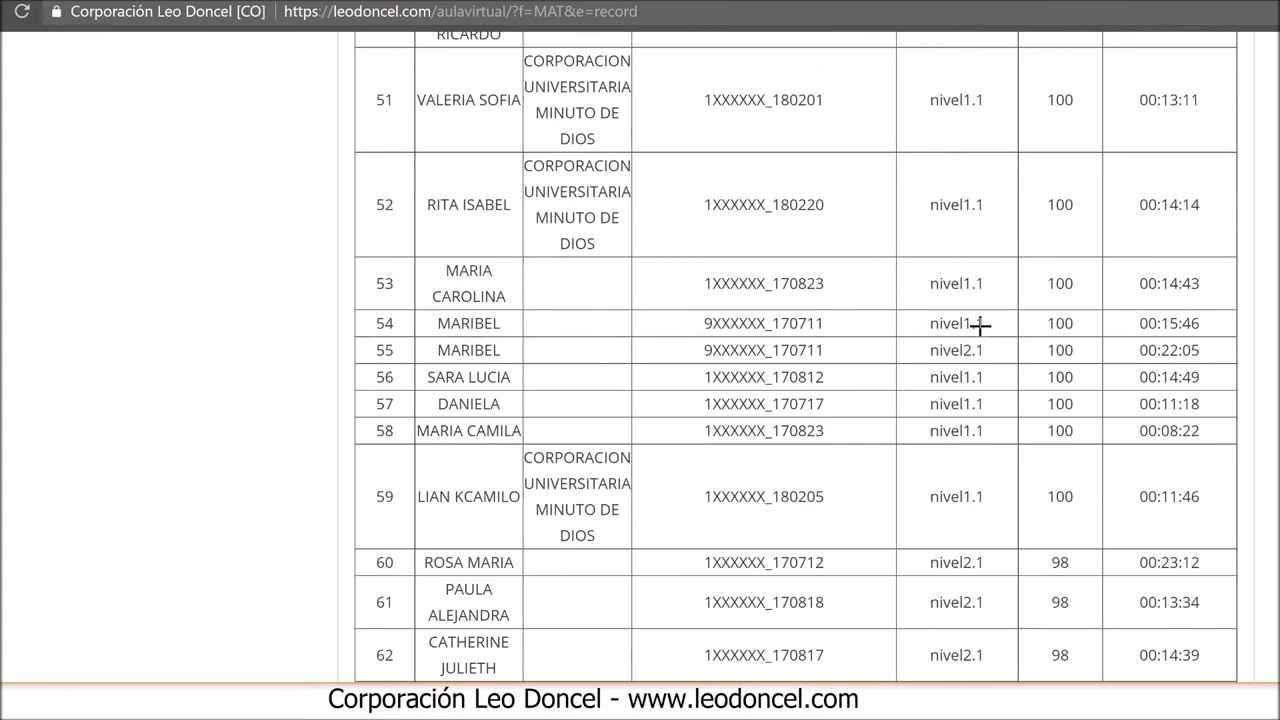 Corporación Leo Doncel [CO] https://leodoncel.com/aulavirtual/?f=MAT&e=record
RICARDO
51 VALERIA SOFIA CORPORACION UNIVERSITARIA MINUTO DE DIOS 1XXXXXX_180201 nivel1.1 100 00:13:11
52 RITA ISABEL CORPORACION UNIVERSITARIA MINUTO DE DIOS 1XXXXXX_180220 nivel1.1 100 00:14:14
53 MARIA CAROLINA 1XXXXXX_170823 nivel1.1 100 00:14:43
54 MARIBEL 9XXXXXX_170711 nivel1.1 100 00:15:46
55 MARIBEL 9XXXXXX_170711 nivel2.1 100 00:22:05
56 SARA LUCIA 1XXXXXX_170812 nivel1.1 100 00:14:49
57 DANIELA 1XXXXXX_170717 nivel1.1 100 00:11:18
58 MARIA CAMILA 1XXXXXX_170823 nivel1.1 100 00:08:22
59 LIAN KCAMILO CORPORACION UNIVERSITARIA MINUTO DE DIOS 1XXXXXX_180205 nivel1.1 100 00:11:46
60 ROSA MARIA 1XXXXXX_170712 nivel2.1 98 00:23:12
61 PAULA ALEJANDRA 1XXXXXX_170818 nivel2.1 98 00:13:34
62 CATHERINE JULIETH 1XXXXXX_170817 nivel2.1 98 00:14:39
Corporación Leo Doncel - www.leodoncel.com